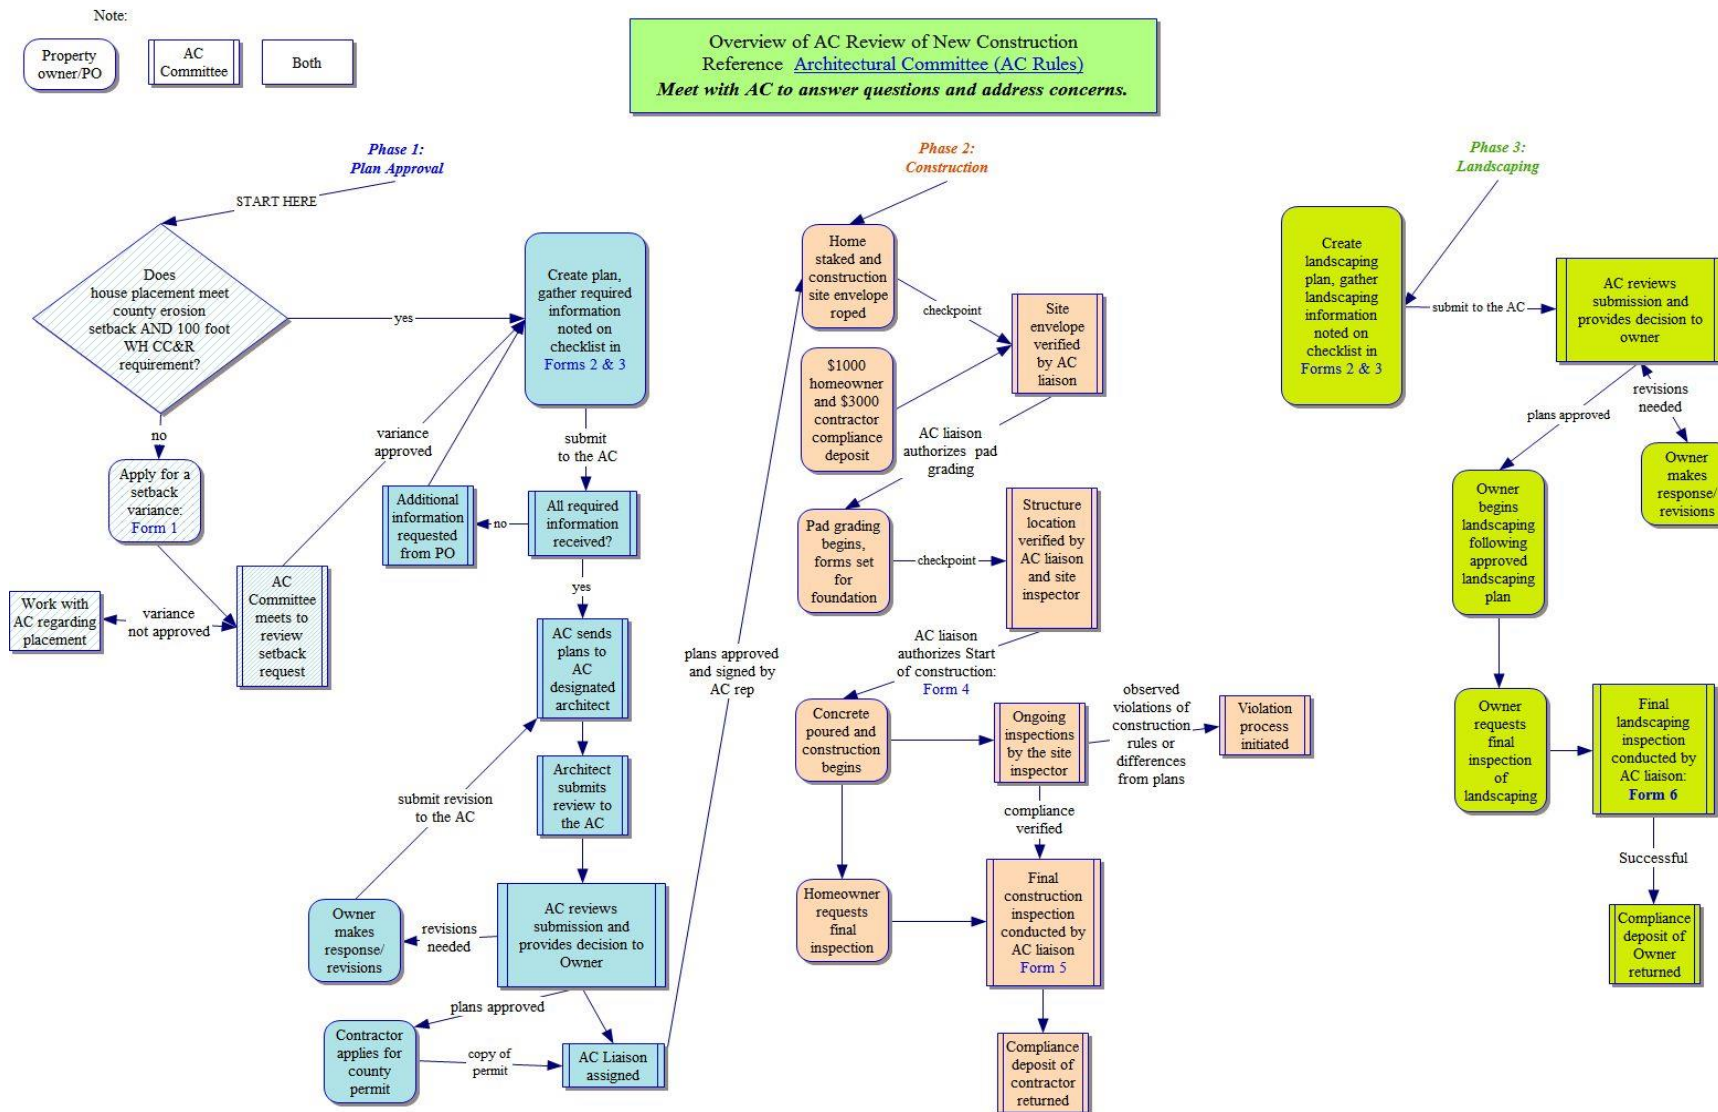 Note:
Property
owner/PO
AC
Committee
Both
Overview of AC Review of New Construction
Reference Architectural Committee (AC Rules)
Meet with AC to answer questions and address concerns.
Phase 1:
Plan Approval
START HERE
Does
house placement meet
county erosion
setback AND 100 foot
WH CC&R
requirement?
yes
no
Apply for a
setback
variance:
Form 1
Work with
AC regarding
placement
variance
not approved
AC
Committee
meets to
review
setback
request
variance
approved
Create plan,
gather required
information
noted on
checklist in
Forms 2 & 3
submit
to the AC
Additional
information
requested
from PO
no
All required
information
received?
yes
AC sends
plans to
AC
designated
architect
Architect
submits
review to
the AC
submit revision
to the AC
Owner
makes
response/
revisions
revisions
needed
AC reviews
submission and
provides decision to
Owner
plans approved
Contractor
applies for
county
permit
copy of
permit
AC Liaison
assigned
plans approved
and signed by
AC rep
Phase 2:
Construction
Home
staked and
construction
site envelope
roped
checkpoint
Site
envelope
verified
by AC
liaison
$1000
homeowner
and $3000
contractor
compliance
deposit
AC liaison
authorizes pad
grading
Pad grading
begins,
forms set
for
foundation
checkpoint
Structure
location
verified by
AC liaison
and site
inspector
AC liaison
authorizes Start
of construction:
Form 4
Concrete
poured and
construction
begins
Ongoing
inspections
by the site
inspector
observed
violations of
construction
rules or
differences
from plans
Violation
process
initiated
compliance
verified
Homeowner
requests
final
inspection
Final
construction
inspection
conducted by
AC liaison
Form 5
Compliance
deposit of
contractor
returned
Phase 3:
Landscaping
Create
landscaping
plan, gather
landscaping
information
noted on
checklist in
Forms 2 & 3
submit to the AC
AC reviews
submission and
provides decision to
owner
plans approved
revisions
needed
Owner
makes
response/
revisions
Owner
begins
landscaping
following
approved
landscaping
plan
Owner
requests
final
inspection
of
landscaping
Final
landscaping
inspection
conducted by
AC liaison:
Form 6
Successful
Compliance
deposit of
Owner
returned